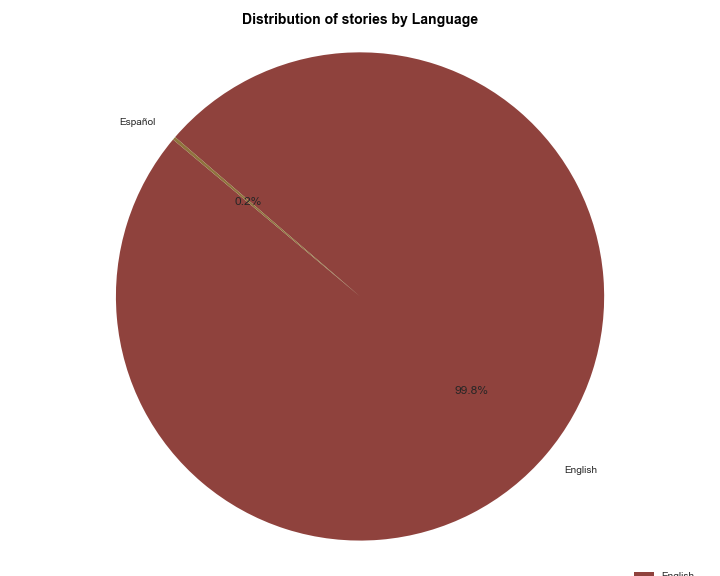 Distribution of stories by Language
Español
0.2%
99.8%
English
English